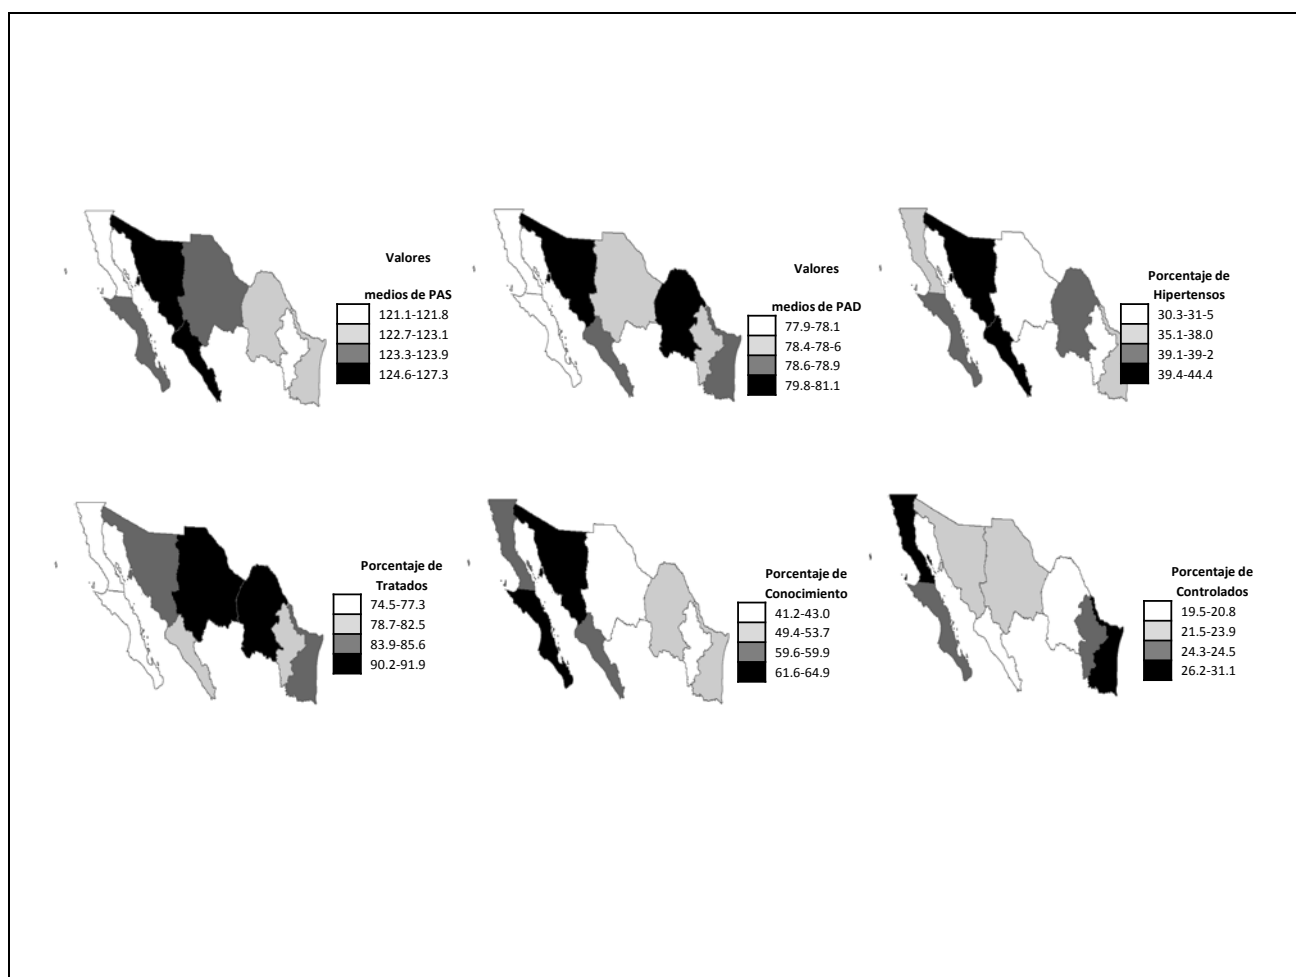 Valores
medios de PAS
121.1-121.8
122.7-123.1
123.3-123.9
124.6-127.3
Valores
medios de PAD
77.9-78.1
78.4-78-6
78.6-78.9
79.8-81.1
Porcentaje de
Hipertensos
30.3-31-5
35.1-38.0
39.1-39-2
39.4-44.4
Porcentaje de
Tratados
74.5-77.3
78.7-82.5
83.9-85.6
90.2-91.9
Porcentaje de
Conocimiento
41.2-43.0
49.4-53.7
59.6-59.9
61.6-64.9
Porcentaje de
Controlados
19.5-20.8
21.5-23.9
24.3-24.5
26.2-31.1